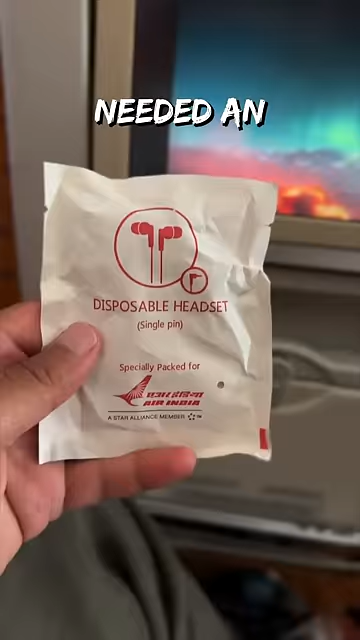 NEEDED AN
DISPOSABLE HEADSET
(Single pin)
Specially Packed for
एअर इंडिया
AIR INDIA
A STAR ALLIANCE MEMBER